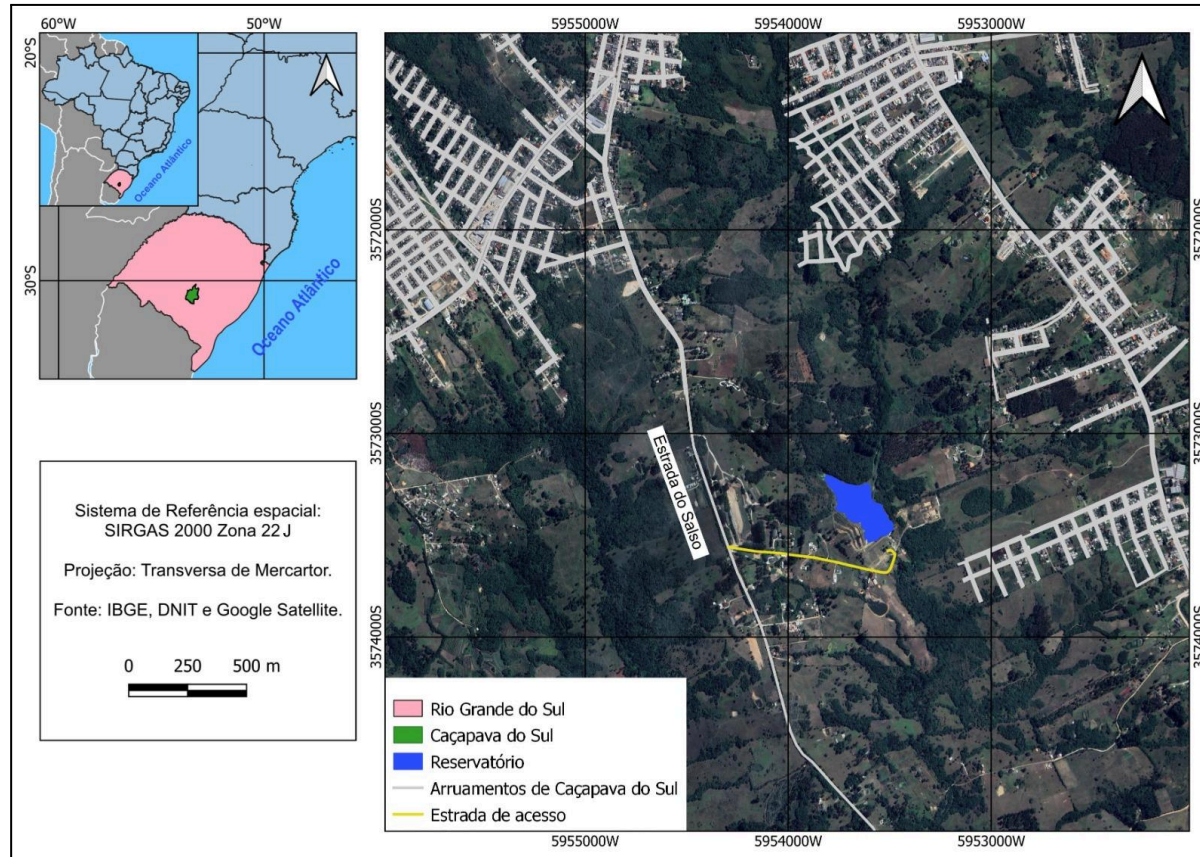 60°W
50°W
20°S
30°S
Oceano Atlântico
Oceano Atlântico
Sistema de Referência espacial:
SIRGAS 2000 Zona 22 J
Projeção: Transversa de Mercartor.
Fonte: IBGE, DNIT e Google Satellite.
0 250 500 m
5955000W 5954000W 5953000W
3572000S
3573000S
3574000S
3572000S
3573000S
3574000S
Estrada do Salso
Rio Grande do Sul
Caçapava do Sul
Reservatório
Arruamentos de Caçapava do Sul
Estrada de acesso
5955000W 5954000W 5953000W